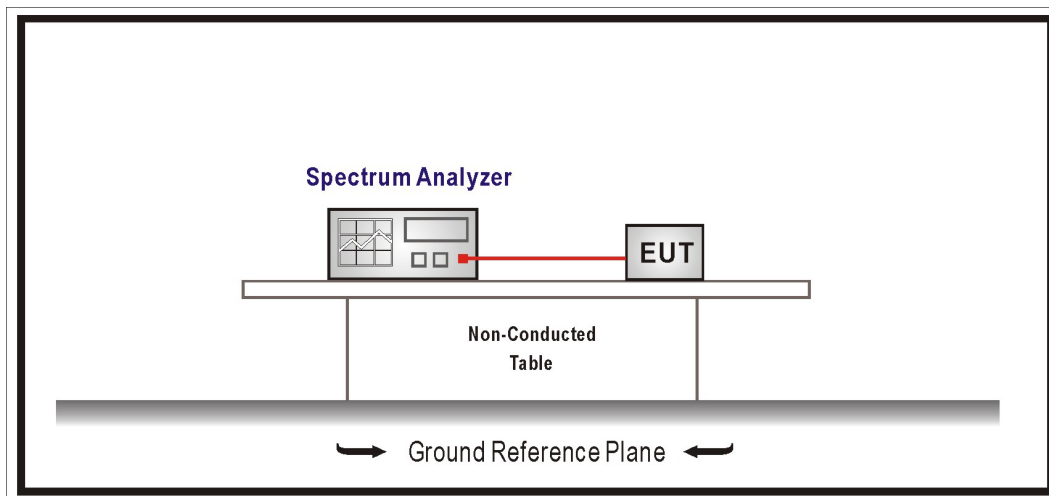 Spectrum Analyzer
EUT
Non-Conducted
Table
Ground Reference Plane